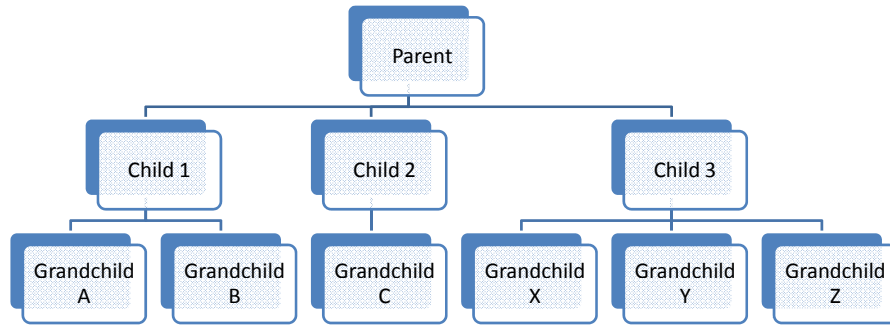 Parent
Child 1
Child 2
Child 3
Grandchild
A
Grandchild
B
Grandchild
C
Grandchild
X
Grandchild
Y
Grandchild
Z